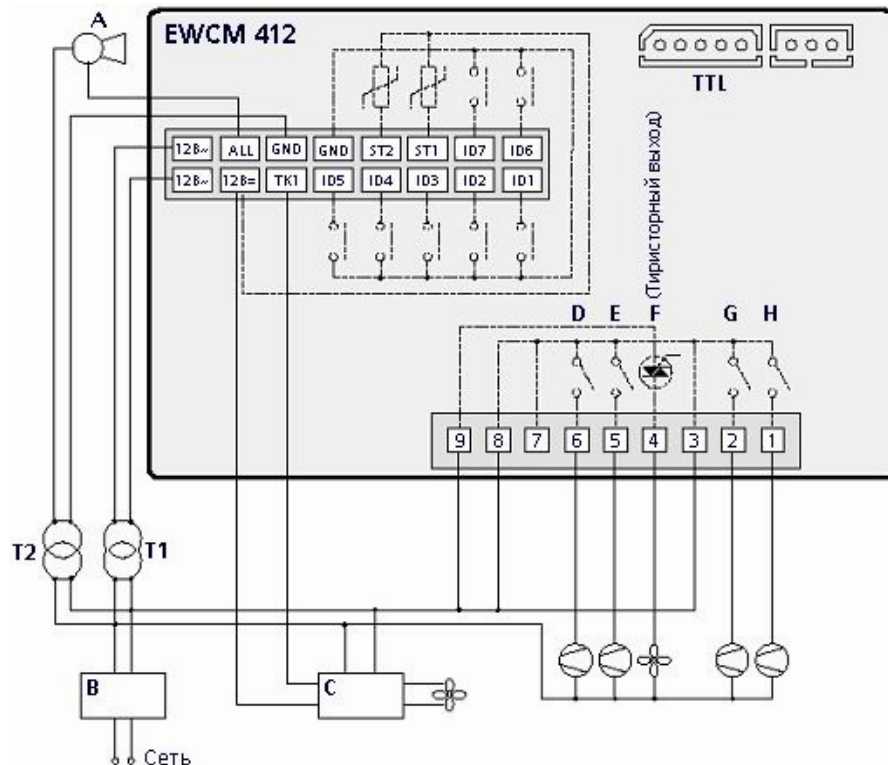 A
EWCM 412
TTL
12В~ ALL GND GND ST2 ST1 ID7 ID6
12В~ 12В= TK1 ID5 ID4 ID3 ID2 ID1
(Тиристорный выход)
D E F G H
9 8 7 6 5 4 3 2 1
T2 T1
B C
Сеть